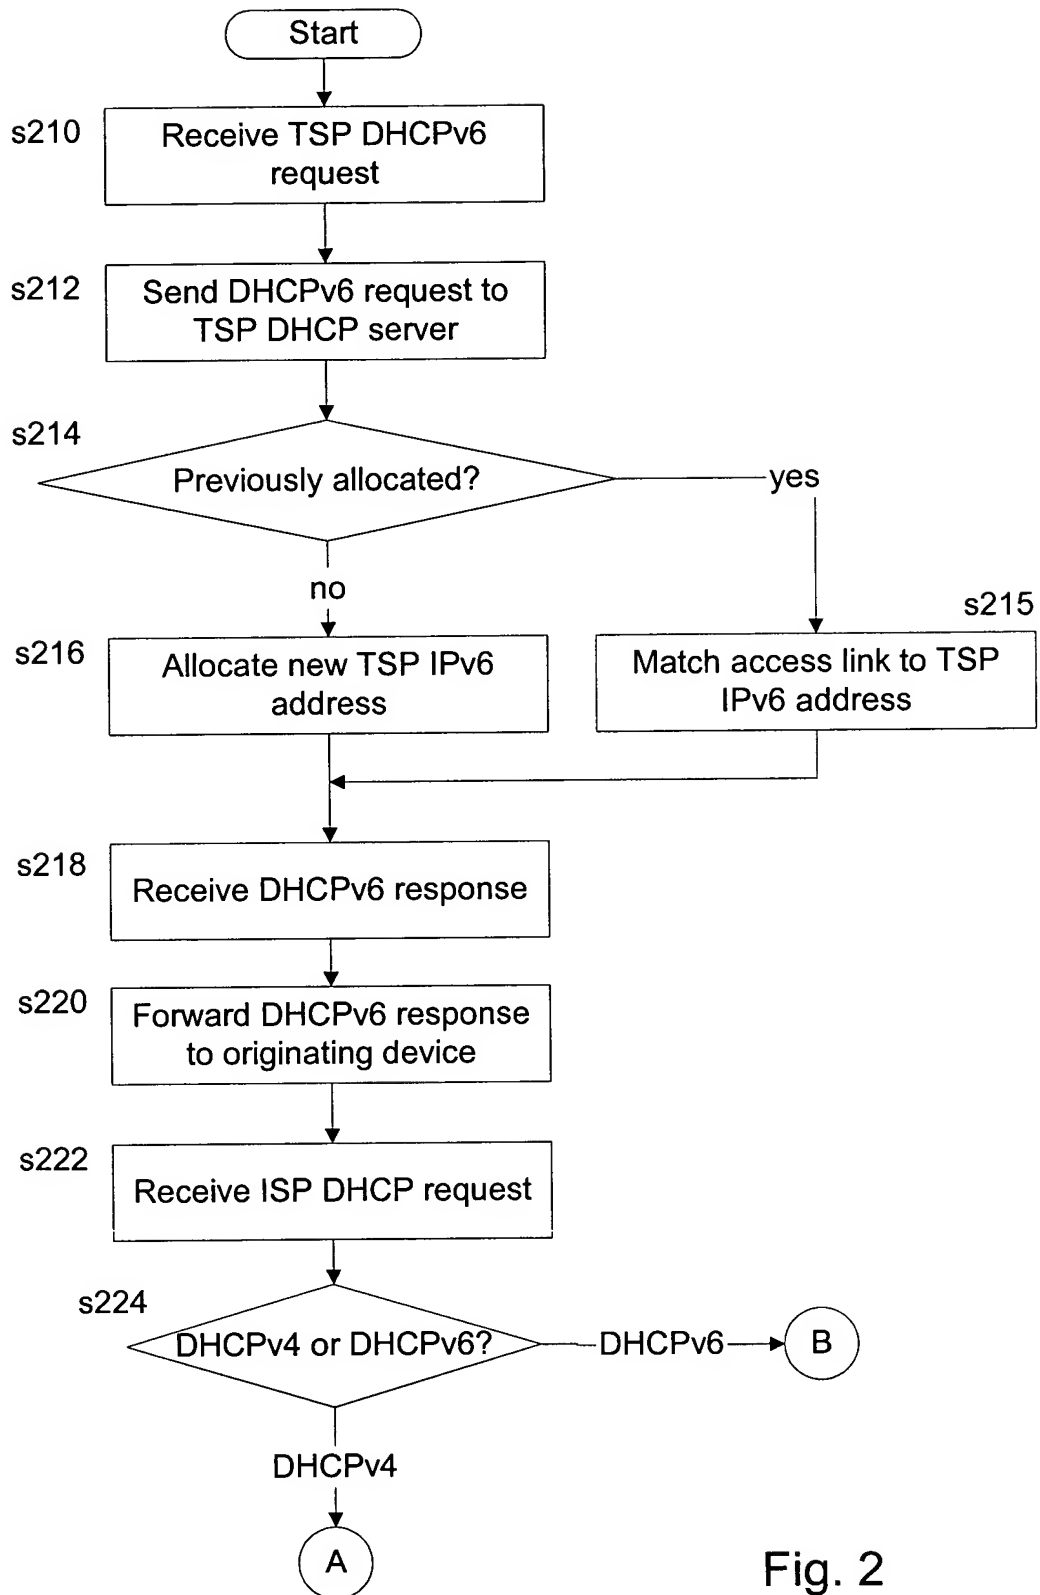 Start
s210
Receive TSP DHCPv6
request
s212
Send DHCPv6 request to
TSP DHCP server
s214
Previously allocated?
yes
no
s215
s216
Allocate new TSP IPv6
address
Match access link to TSP
IPv6 address
s218
Receive DHCPv6 response
s220
Forward DHCPv6 response
to originating device
s222
Receive ISP DHCP request
s224
DHCPv4 or DHCPv6?
DHCPv6
B
DHCPv4
A
Fig. 2